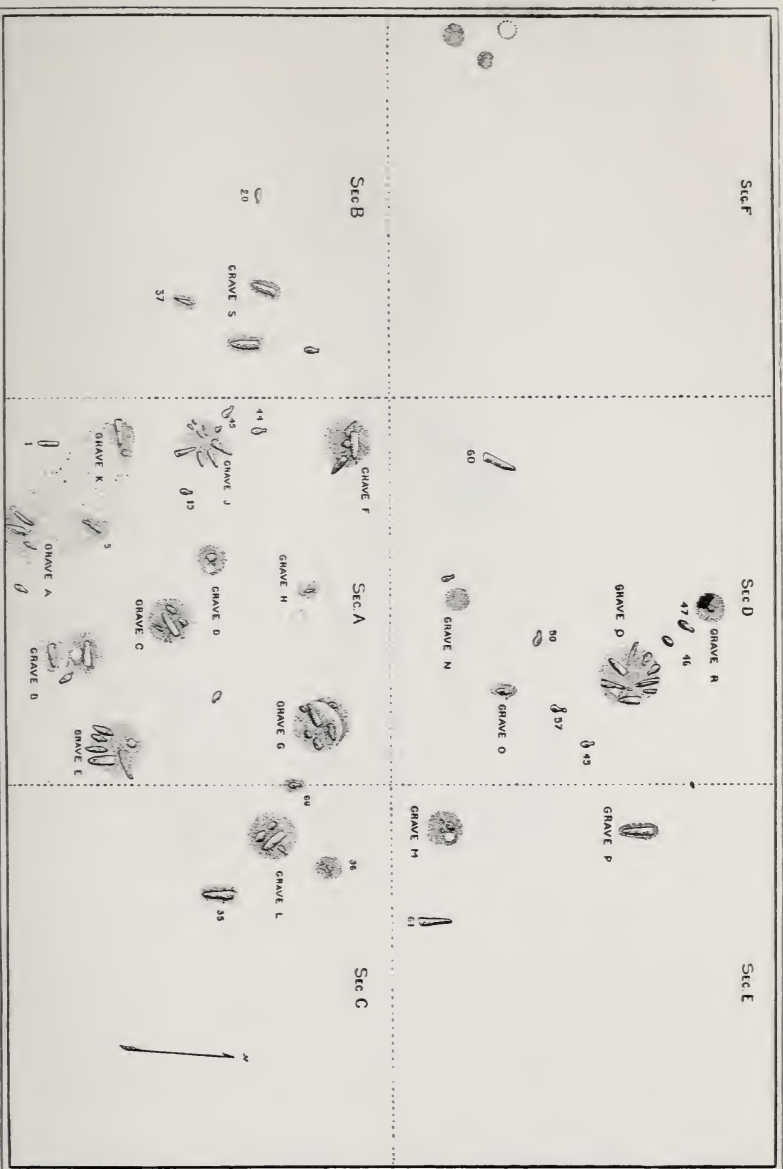 SEC. F
SEC D
SEC. E
GRAVE R
47
46
GRAVE Q
GRAVE P
45
57
50
GRAVE O
60
GRAVE N
GRAVE M
61
SEC B
SEC. A
SEC C
GRAVE F
GRAVE H
GRAVE G
36
GRAVE L
35
N
20
GRAVE S
37
44
45
GRAVE J
15
GRAVE D
GRAVE C
GRAVE K
5
1
GRAVE A
GRAVE B
GRAVE E